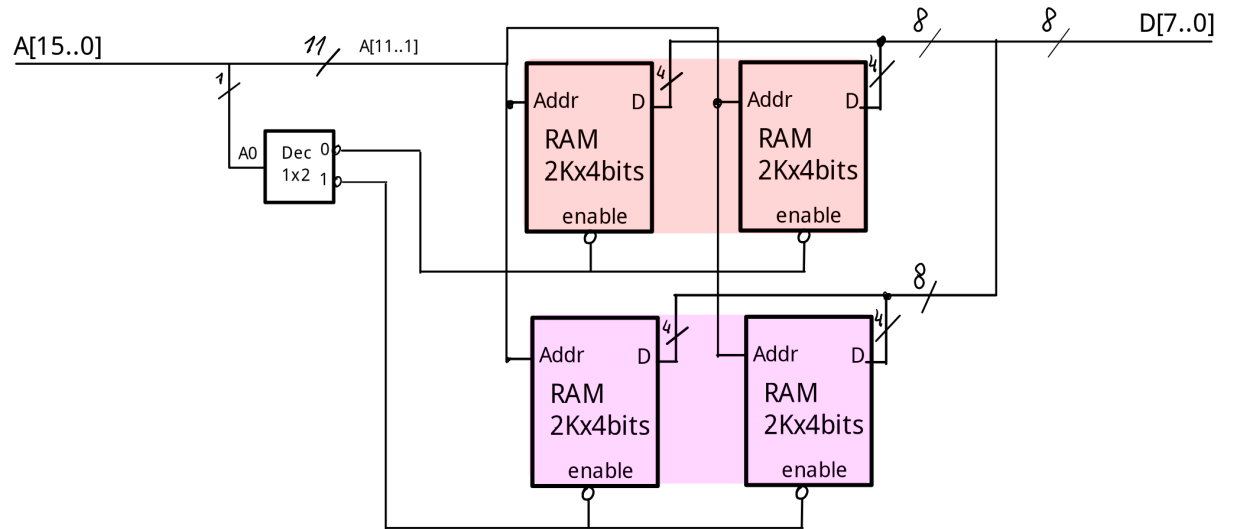 A[15..0]
11
A[11..1]
8
8
D[7..0]
1
4
4
Addr
D
RAM
2Kx4bits
enable
Addr
D
RAM
2Kx4bits
enable
A0
Dec
1x2
0
1
8
4
4
Addr
D
RAM
2Kx4bits
enable
Addr
D
RAM
2Kx4bits
enable